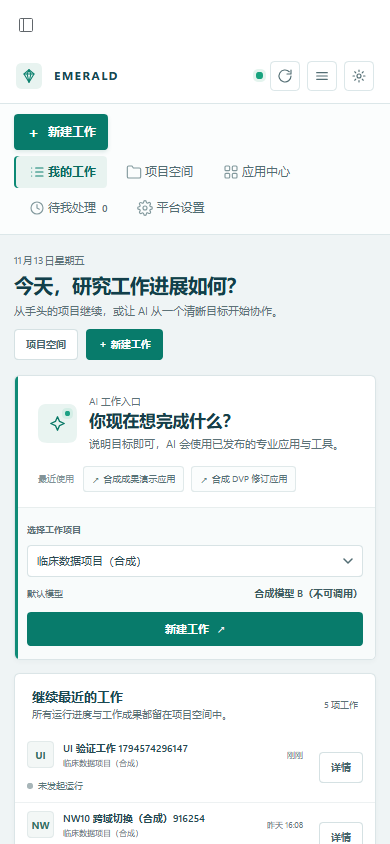 EMERALD
+ 新建工作
我的工作 项目空间 应用中心
待我处理 0 平台设置
11月13日星期五
今天，研究工作进展如何？
从手头的项目继续，或让 AI 从一个清晰目标开始协作。
项目空间 + 新建工作
AI 工作入口
你现在想完成什么？
说明目标即可，AI 会使用已发布的专业应用与工具。
最近使用 ↗ 合成成果演示应用 ↗ 合成 DVP 修订应用
选择工作项目
临床数据项目（合成）
默认模型 合成模型 B（不可调用）
新建工作 ↗
继续最近的工作
所有运行进度与工作成果都留在项目空间中。
5 项工作
UI UI 验证工作 1794574296147 刚刚
临床数据项目（合成） 详情
未发起运行
NW NW10 跨域切换（合成）916254 昨天 16:08
临床数据项目（合成） 详情